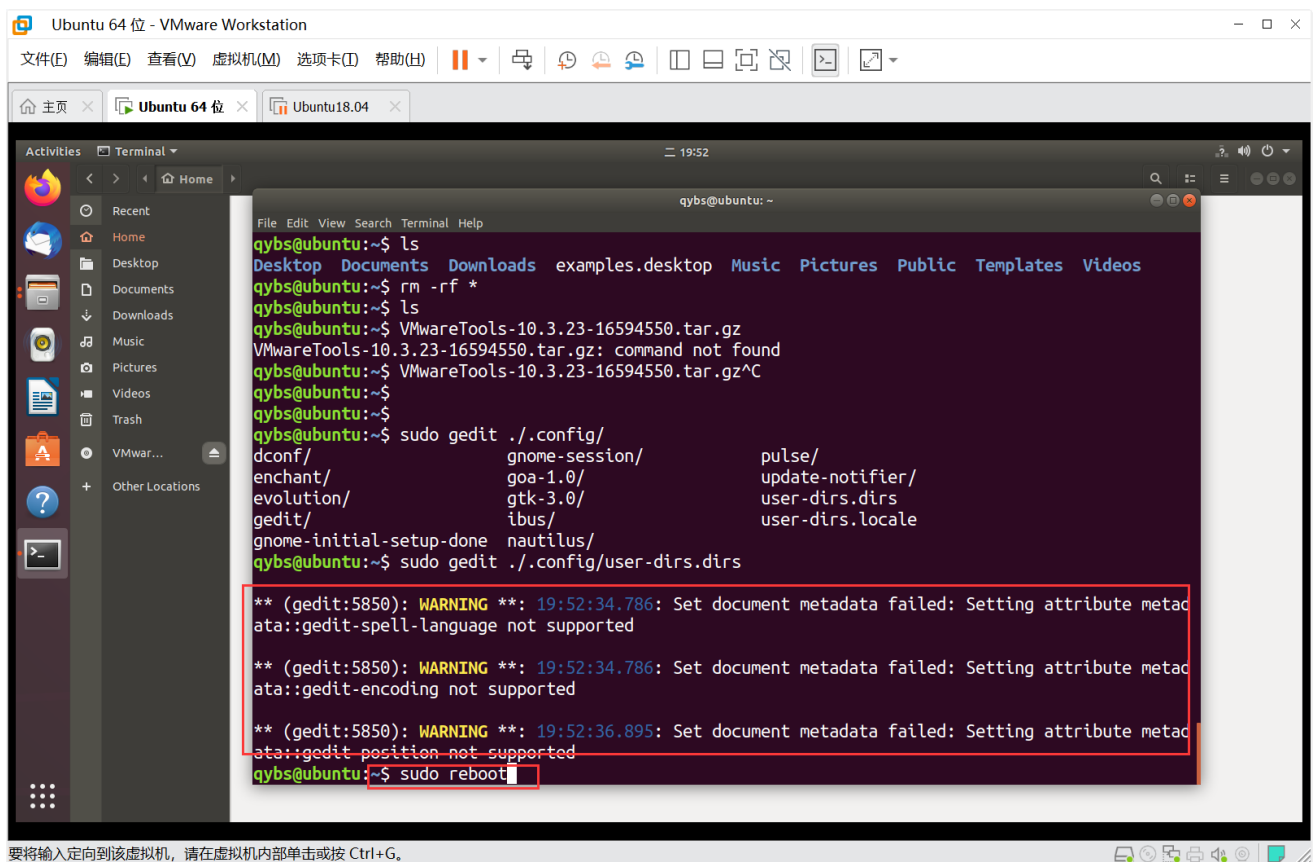 Ubuntu 64 位 - VMware Workstation
文件(F) 编辑(E) 查看(V) 虚拟机(M) 选项卡(T) 帮助(H)
主页 Ubuntu 64 位 Ubuntu18.04
Activities Terminal 二 19:52
Home
qybs@ubuntu: ~
Recent
Home
Desktop
Documents
Downloads
Music
Pictures
Videos
Trash
VMwar...
Other Locations
File Edit View Search Terminal Help
qybs@ubuntu:~$ ls
Desktop Documents Downloads examples.desktop Music Pictures Public Templates Videos
qybs@ubuntu:~$ rm -rf *
qybs@ubuntu:~$ ls
qybs@ubuntu:~$ VMwareTools-10.3.23-16594550.tar.gz
VMwareTools-10.3.23-16594550.tar.gz: command not found
qybs@ubuntu:~$ VMwareTools-10.3.23-16594550.tar.gz^C
qybs@ubuntu:~$
qybs@ubuntu:~$
qybs@ubuntu:~$ sudo gedit ./.config/
dconf/ gnome-session/ pulse/
enchant/ goa-1.0/ update-notifier/
evolution/ gtk-3.0/ user-dirs.dirs
gedit/ ibus/ user-dirs.locale
gnome-initial-setup-done nautilus/
qybs@ubuntu:~$ sudo gedit ./.config/user-dirs.dirs
** (gedit:5850): WARNING **: 19:52:34.786: Set document metadata failed: Setting attribute metad
ata::gedit-spell-language not supported
** (gedit:5850): WARNING **: 19:52:34.786: Set document metadata failed: Setting attribute metad
ata::gedit-encoding not supported
** (gedit:5850): WARNING **: 19:52:36.895: Set document metadata failed: Setting attribute metad
ata::gedit-position not supported
qybs@ubuntu:~$ sudo reboot
要将输入定向到该虚拟机，请在虚拟机内部单击或按 Ctrl+G。